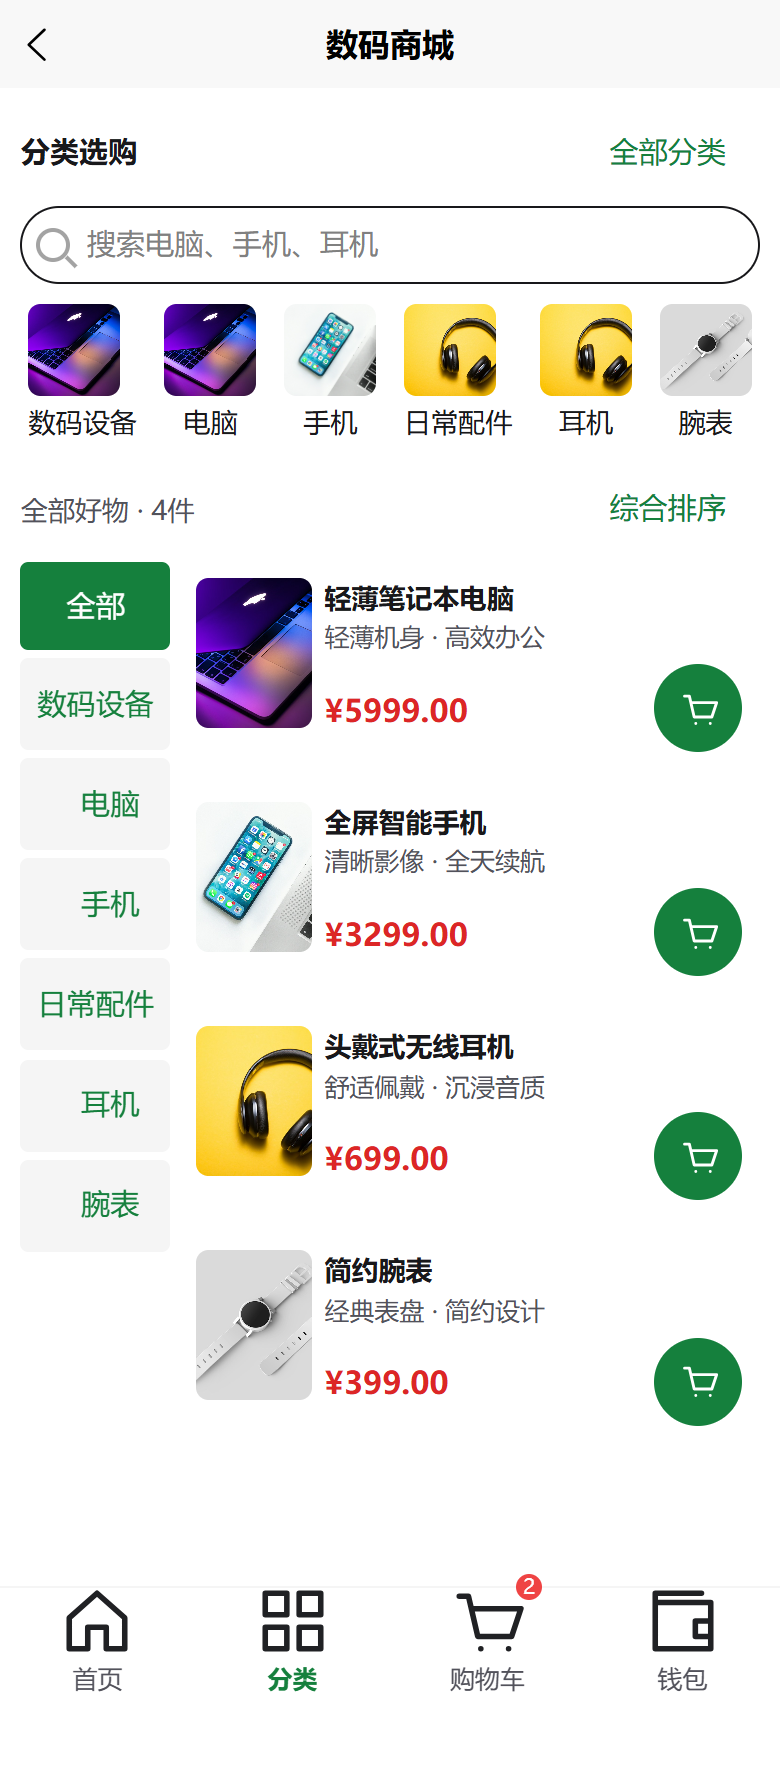 数码商城
分类选购
全部分类
搜索电脑、手机、耳机
数码设备 电脑 手机 日常配件 耳机 腕表
全部好物 · 4件
综合排序
全部
数码设备
电脑
手机
日常配件
耳机
腕表
轻薄笔记本电脑
轻薄机身 · 高效办公
¥5999.00
全屏智能手机
清晰影像 · 全天续航
¥3299.00
头戴式无线耳机
舒适佩戴 · 沉浸音质
¥699.00
简约腕表
经典表盘 · 简约设计
¥399.00
2
首页 分类 购物车 钱包